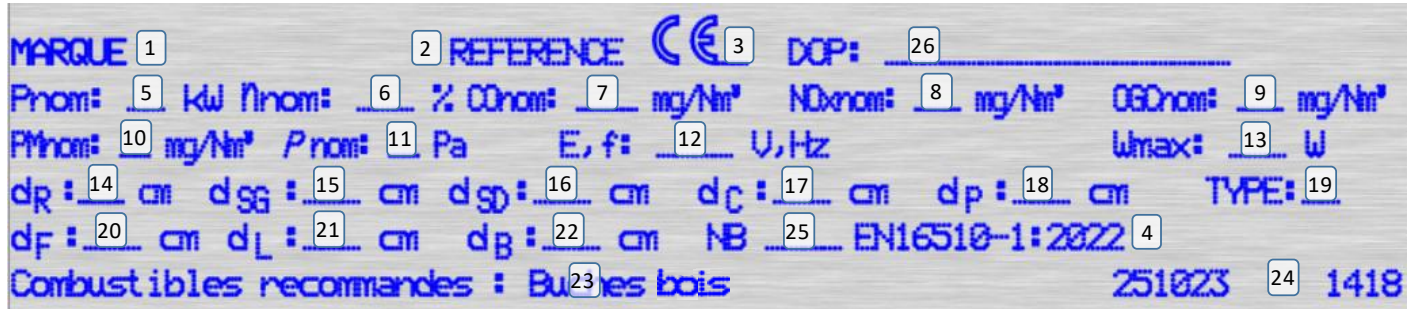 MARQUE 1 2 REFERENCE CE 3 DOP: 26
Pnom: 5 kW ηnom: 6 % COnom: 7 mg/Nm³ NOxnom: 8 mg/Nm³ OGCnom: 9 mg/Nm³
PMnom: 10 mg/Nm³ Pnom: 11 Pa E,f: 12 V,Hz Wmax: 13 W
dR: 14 cm dSG: 15 cm dSD: 16 cm dC: 17 cm dP: 18 cm TYPE: 19
dF: 20 cm dL: 21 cm dB: 22 cm NB 25 EN16510-1:2022 4
Combustibles recommandes : 23 bois 251023 24 1418